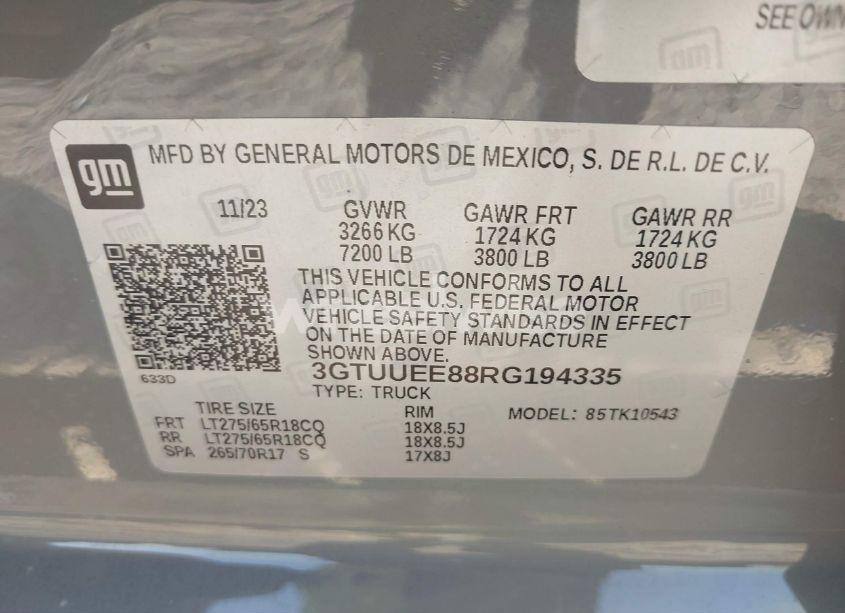 SEE OWN
gm
MFD BY GENERAL MOTORS DE MEXICO, S. DE R.L. DE C.V.
11/23 GVWR GAWR FRT GAWR RR
3266 KG 1724 KG 1724 KG
7200 LB 3800 LB 3800 LB
THIS VEHICLE CONFORMS TO ALL
APPLICABLE U.S. FEDERAL MOTOR
VEHICLE SAFETY STANDARDS IN EFFECT
ON THE DATE OF MANUFACTURE
SHOWN ABOVE.
633D
3GTUUEE88RG194335
TYPE: TRUCK
TIRE SIZE RIM MODEL: 85TK10543
FRT LT275/65R18CQ 18X8.5J
RR LT275/65R18CQ 18X8.5J
SPA 265/70R17 S 17X8J